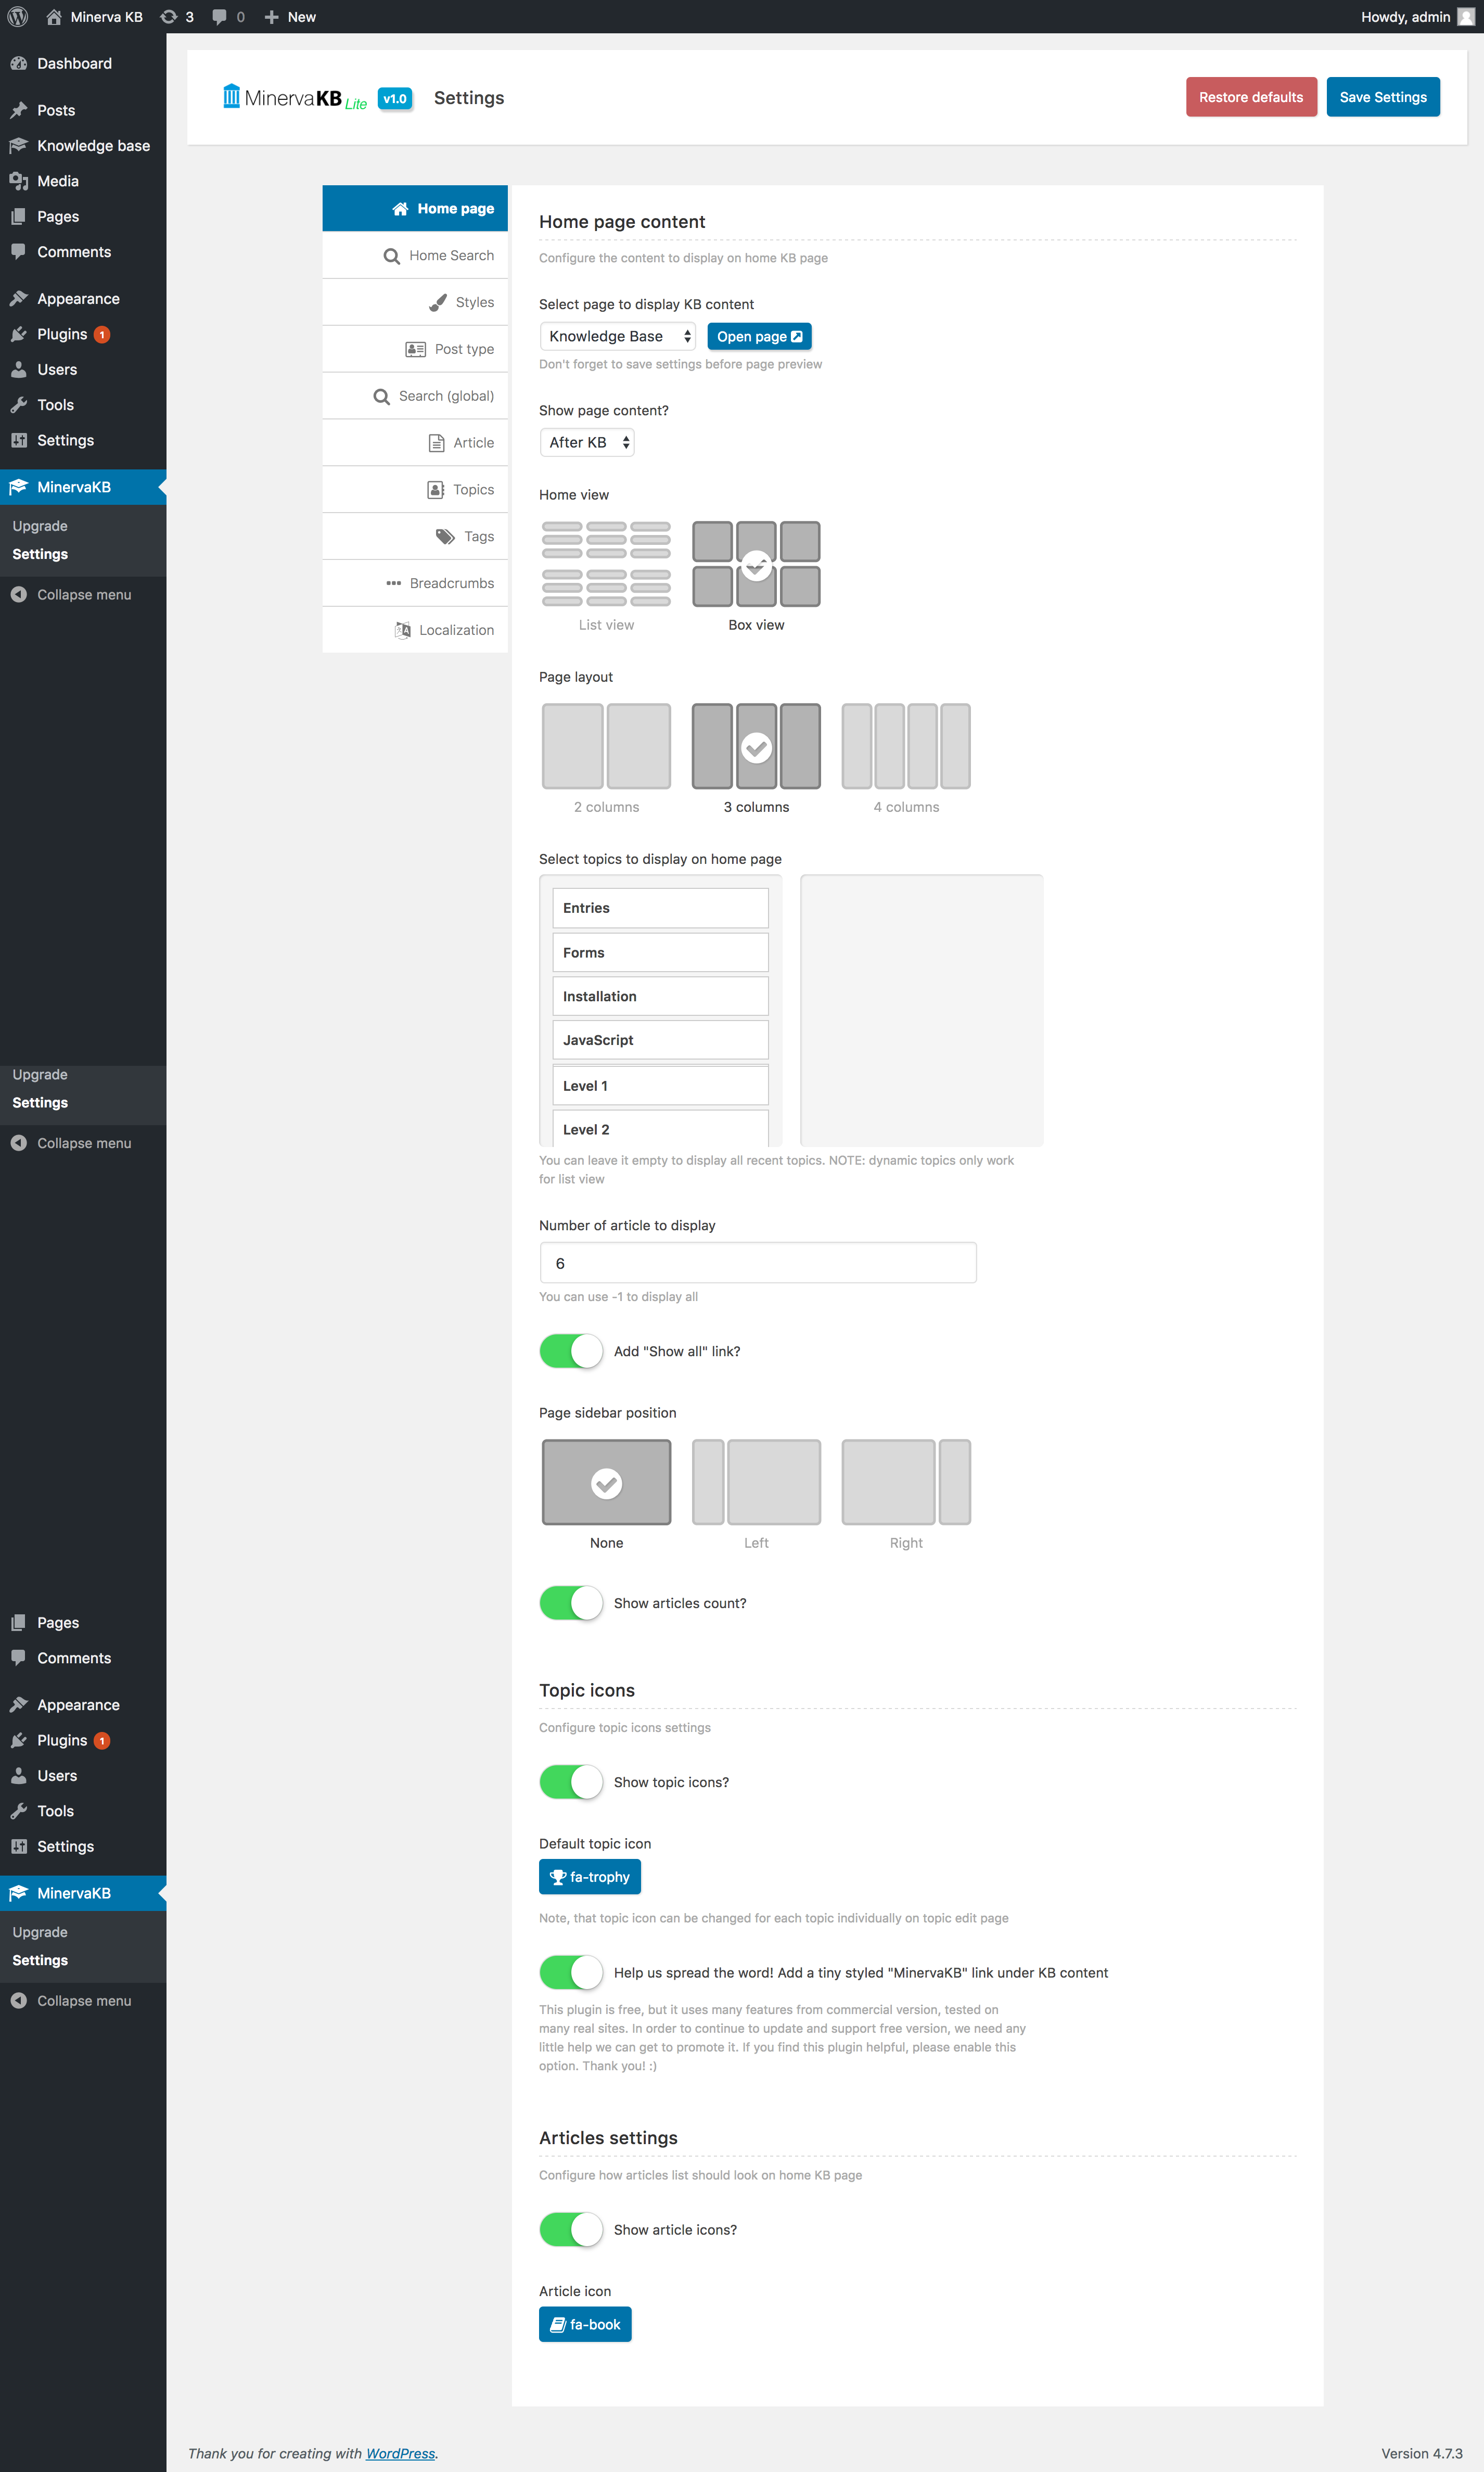 Minerva KB
3
0
New
Howdy, admin
Dashboard
Posts
Knowledge base
Media
Pages
Comments
Appearance
Plugins 1
Users
Tools
Settings
MinervaKB
Upgrade
Settings
Collapse menu
Upgrade
Settings
Collapse menu
Pages
Comments
Appearance
Plugins 1
Users
Tools
Settings
MinervaKB
Upgrade
Settings
Collapse menu
MinervaKB Lite v1.0 Settings
Restore defaults
Save Settings
Home page
Home Search
Styles
Post type
Search (global)
Article
Topics
Tags
Breadcrumbs
Localization
Home page content
Configure the content to display on home KB page
Select page to display KB content
Knowledge Base
Open page
Don't forget to save settings before page preview
Show page content?
After KB
Home view
List view
Box view
Page layout
2 columns
3 columns
4 columns
Select topics to display on home page
Entries
Forms
Installation
JavaScript
Level 1
Level 2
You can leave it empty to display all recent topics. NOTE: dynamic topics only work
for list view
Number of article to display
6
You can use -1 to display all
Add "Show all" link?
Page sidebar position
None
Left
Right
Show articles count?
Topic icons
Configure topic icons settings
Show topic icons?
Default topic icon
fa-trophy
Note, that topic icon can be changed for each topic individually on topic edit page
Help us spread the word! Add a tiny styled "MinervaKB" link under KB content
This plugin is free, but it uses many features from commercial version, tested on
many real sites. In order to continue to update and support free version, we need any
little help we can get to promote it. If you find this plugin helpful, please enable this
option. Thank you! :)
Articles settings
Configure how articles list should look on home KB page
Show article icons?
Article icon
fa-book
Thank you for creating with WordPress.
Version 4.7.3